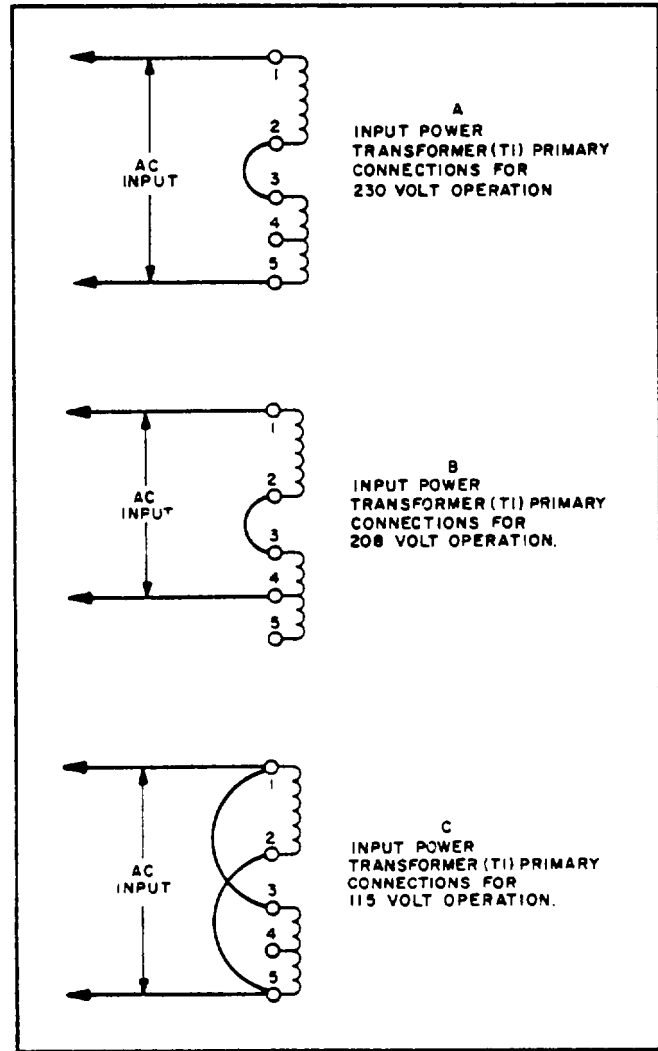 1
2
3
4
5
AC
INPUT
A
INPUT POWER
TRANSFORMER (T1) PRIMARY
CONNECTIONS FOR
230 VOLT OPERATION
1
2
3
4
5
AC
INPUT
B
INPUT POWER
TRANSFORMER (T1) PRIMARY
CONNECTIONS FOR
208 VOLT OPERATION.
1
2
3
4
5
AC
INPUT
C
INPUT POWER
TRANSFORMER (T1) PRIMARY
CONNECTIONS FOR
115 VOLT OPERATION.